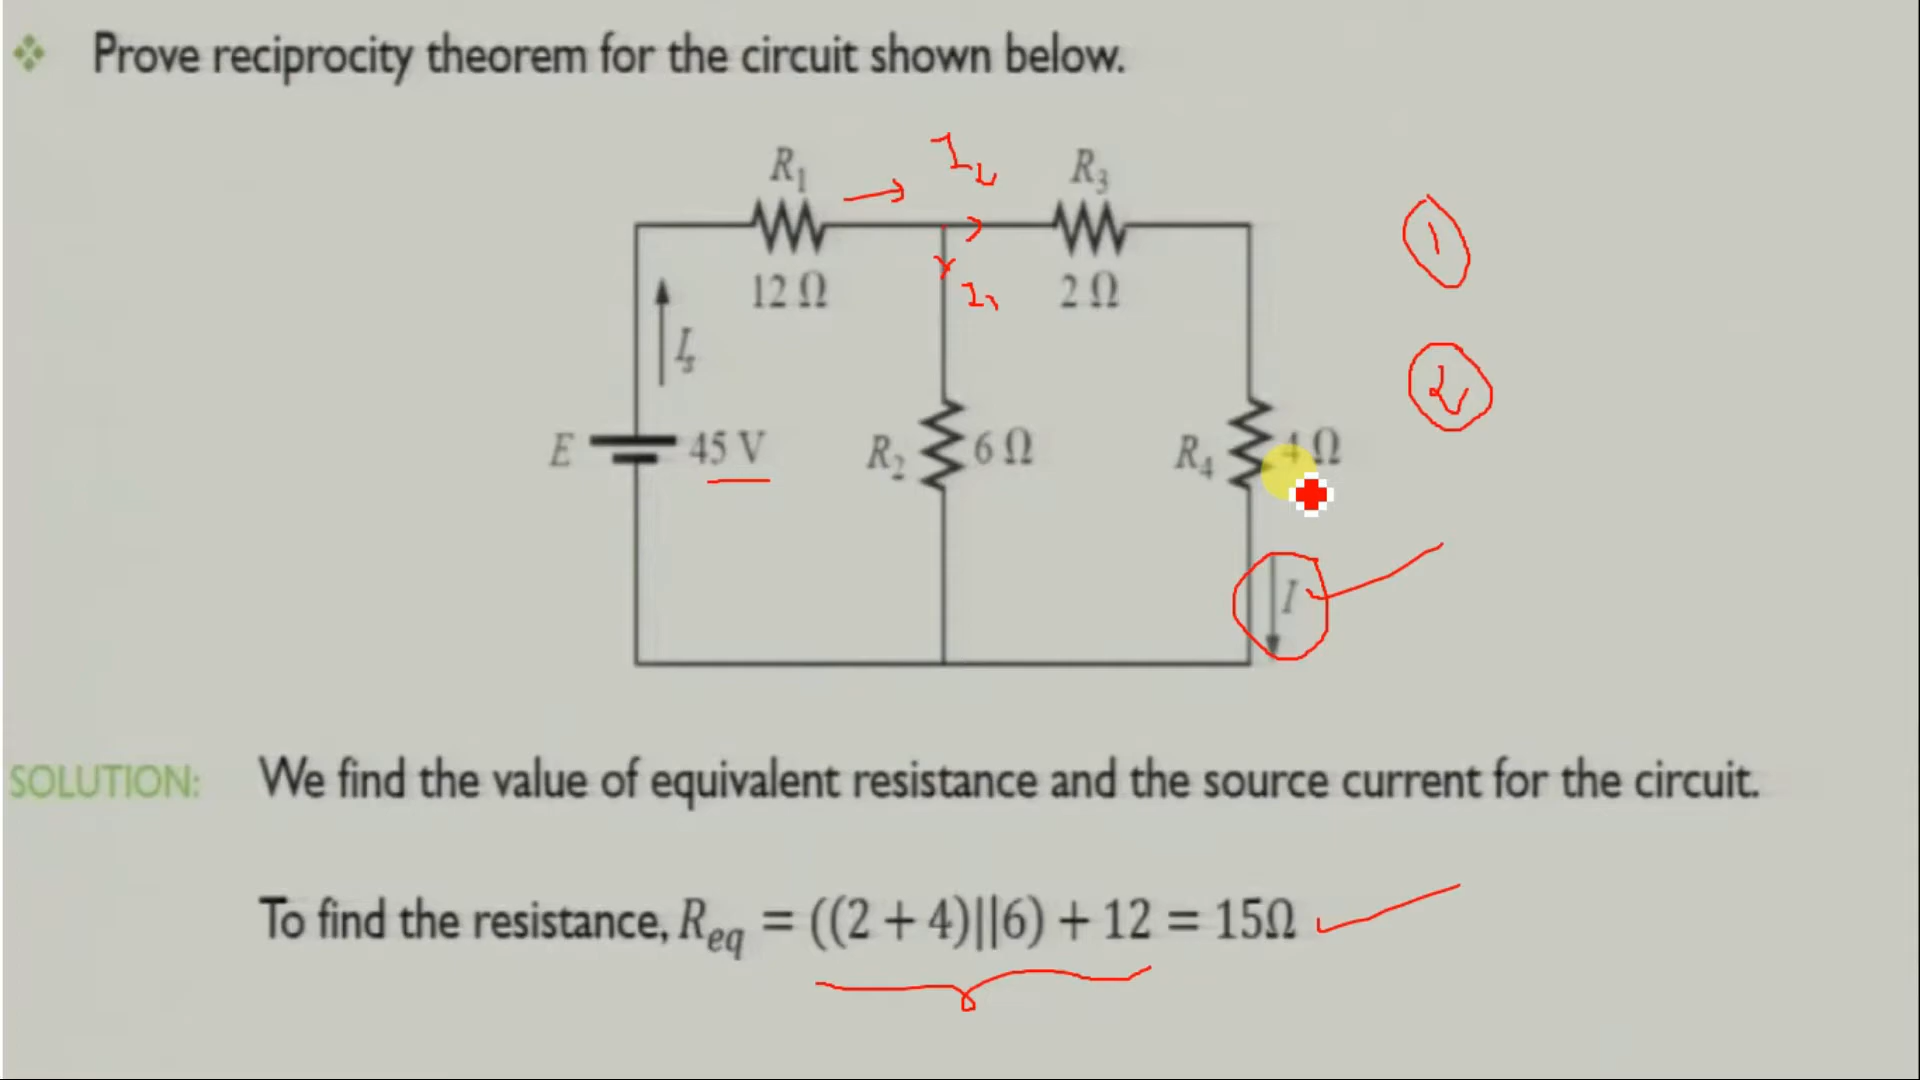 Prove reciprocity theorem for the circuit shown below.
I₂
R₁
R₃
1
12 Ω
I₁
2 Ω
Iₛ
2
E
45 V
R₂
6 Ω
R₄
4 Ω
I
SOLUTION: We find the value of equivalent resistance and the source current for the circuit.
To find the resistance, R_eq = ((2 + 4)||6) + 12 = 15Ω